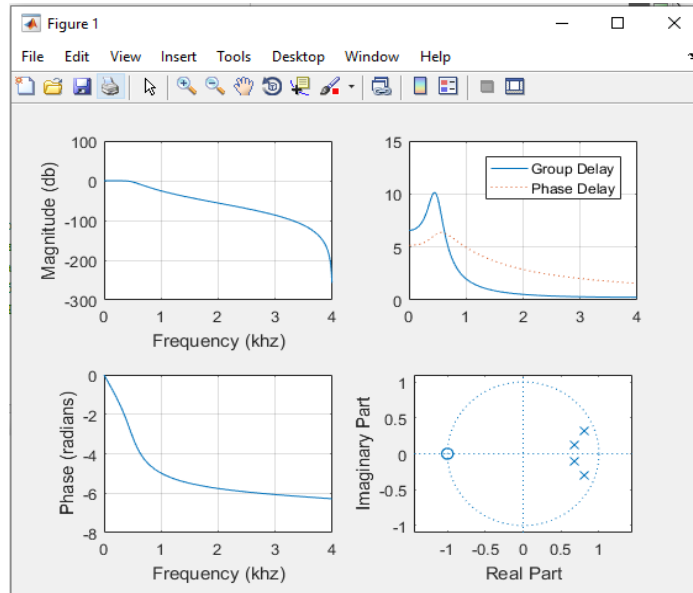 Figure 1
File Edit View Insert Tools Desktop Window Help
100
0
-100
-200
-300
Magnitude (db)
0 1 2 3 4
Frequency (khz)
15
10
5
0
Group Delay
Phase Delay
0 1 2 3 4
0
-2
-4
-6
-8
Phase (radians)
0 1 2 3 4
Frequency (khz)
1
0.5
0
-0.5
-1
Imaginary Part
-1 -0.5 0 0.5 1
Real Part